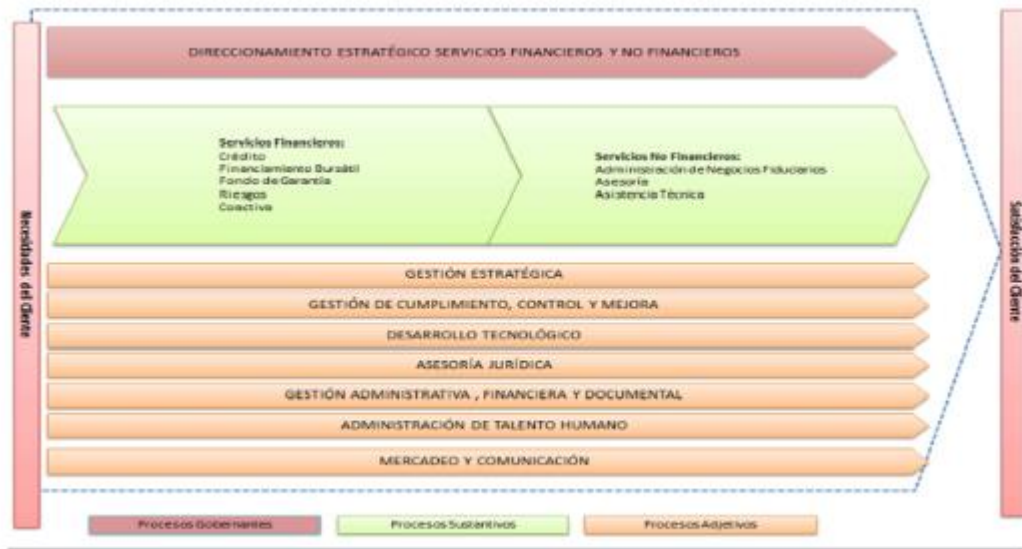 DIRECCIONAMIENTO ESTRATÉGICO SERVICIOS FINANCIEROS Y NO FINANCIEROS
Necesidades del Cliente
Servicios Financieros:
Crédito
Financiamiento Bursátil
Fondo de Garantía
Riesgos
Coactiva
Servicios No Financieros:
Administración de Negocios Fiduciarios
Asesoría
Asistencia Técnica
Satisfacción del Cliente
GESTIÓN ESTRATÉGICA
GESTIÓN DE CUMPLIMIENTO, CONTROL Y MEJORA
DESARROLLO TECNOLÓGICO
ASESORÍA JURÍDICA
GESTIÓN ADMINISTRATIVA , FINANCIERA Y DOCUMENTAL
ADMINISTRACIÓN DE TALENTO HUMANO
MERCADEO Y COMUNICACIÓN
Procesos Gobernantes
Procesos Sustantivos
Procesos Adjetivos